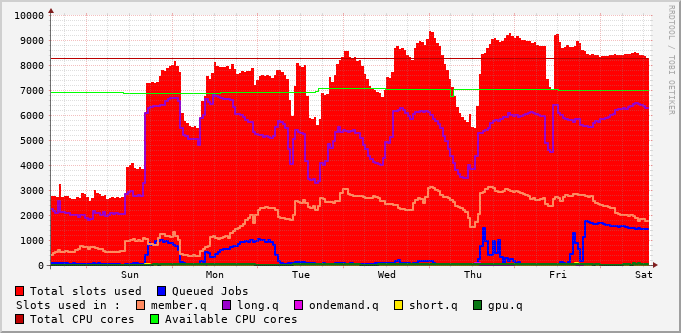 10000
9000
8000
7000
6000
5000
4000
3000
2000
1000
0
Sun Mon Tue Wed Thu Fri Sat
RRDTOOL / TOBI OETIKER
Total slots used Queued Jobs
Slots used in : member.q long.q ondemand.q short.q gpu.q
Total CPU cores Available CPU cores